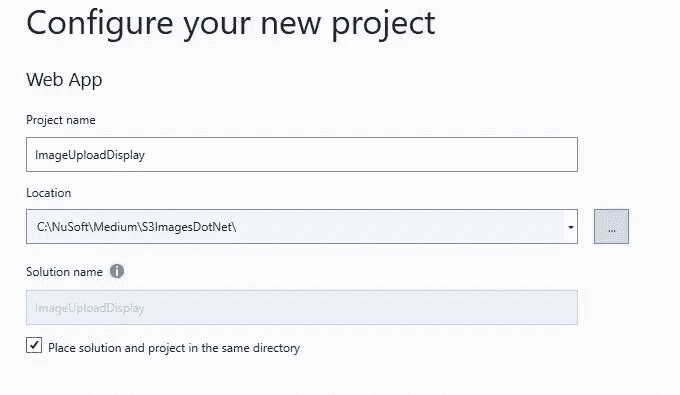 Configure your new project
Web App
Project name
ImageUploadDisplay
Location
C:\NuSoft\Medium\S3ImagesDotNet\
...
Solution name
ImageUploadDisplay
Place solution and project in the same directory